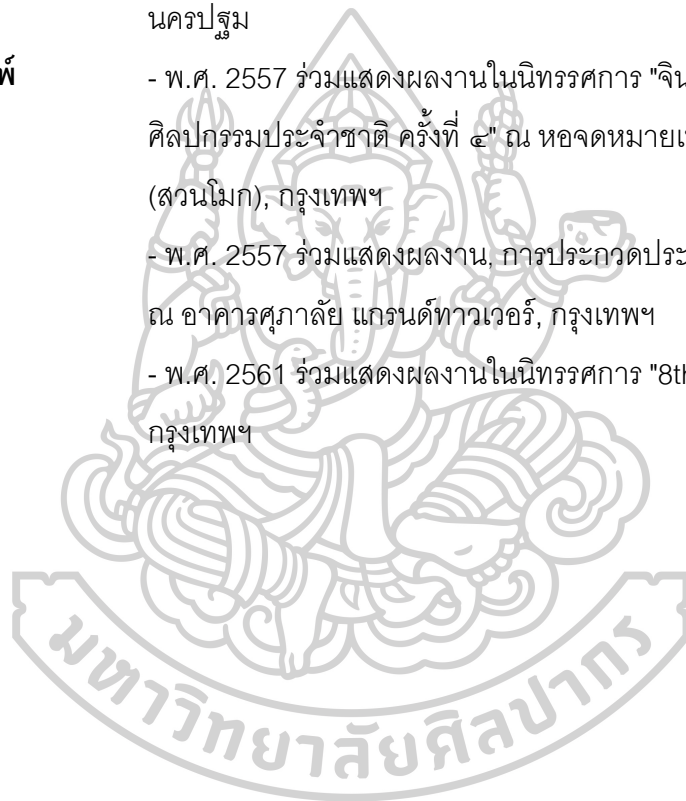 นครปฐม
พ์ - พ.ศ. 2557 ร่วมแสดงผลงานในนิทรรศการ "จิน
ศิลปกรรมประจำชาติ ครั้งที่ ๔" ณ หอจดหมายเ
(สวนโมก), กรุงเทพฯ
- พ.ศ. 2557 ร่วมแสดงผลงาน, การประกวดประ
ณ อาคารศุภาลัย แกรนด์ทาวเวอร์, กรุงเทพฯ
- พ.ศ. 2561 ร่วมแสดงผลงานในนิทรรศการ "8th
กรุงเทพฯ
มหาวิทยาลัยศิลปากร